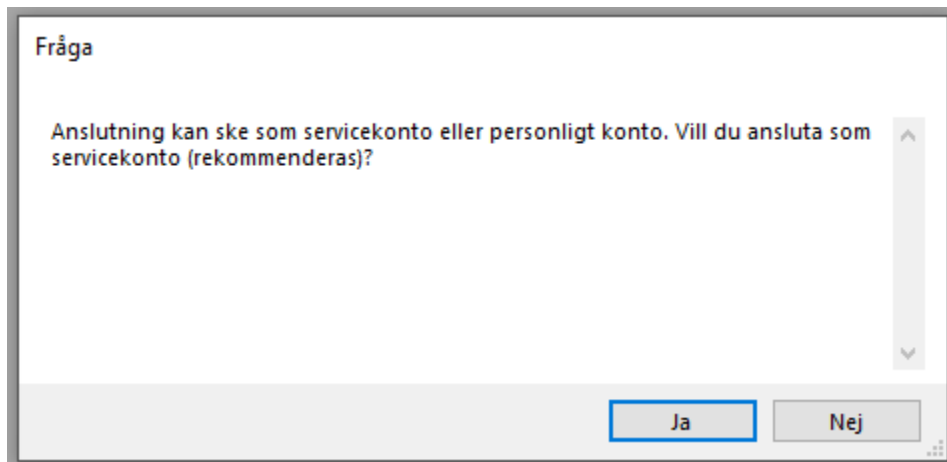 Fråga
Anslutning kan ske som servicekonto eller personligt konto. Vill du ansluta som
servicekonto (rekommenderas)?
Ja
Nej